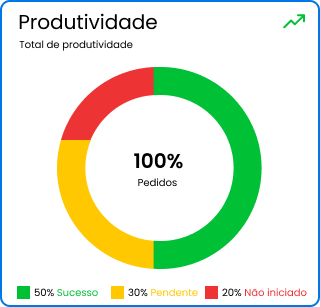 Produtividade
Total de produtividade
100%
Pedidos
50% Sucesso 30% Pendente 20% Não iniciado